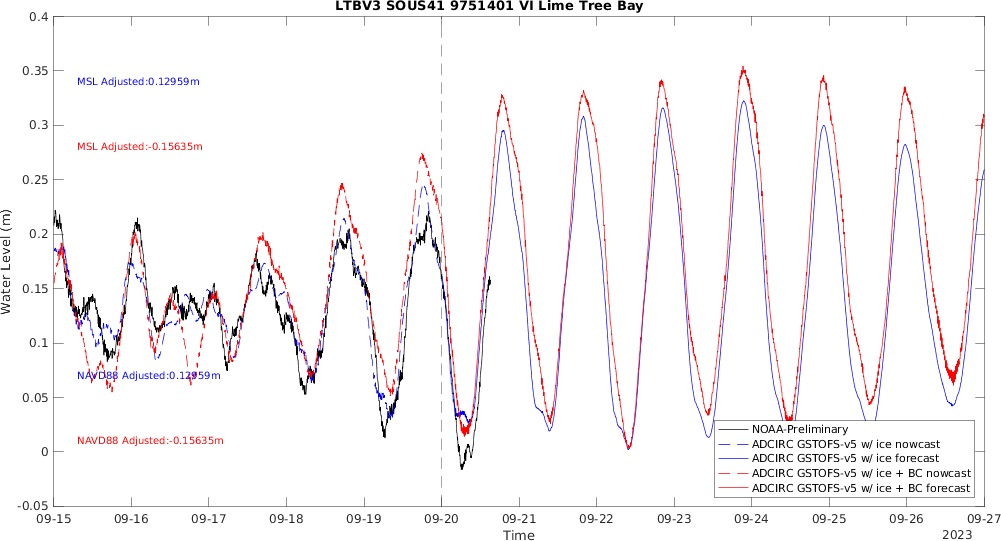 LTBV3 SOUS41 9751401 VI Lime Tree Bay
0.4
0.35
0.3
0.25
0.2
0.15
0.1
0.05
0
-0.05
Water Level (m)
MSL Adjusted:0.12959m
MSL Adjusted:-0.15635m
NAVD88 Adjusted:0.12959m
NAVD88 Adjusted:-0.15635m
NOAA-Preliminary
ADCIRC GSTOFS-v5 w/ ice nowcast
ADCIRC GSTOFS-v5 w/ ice forecast
ADCIRC GSTOFS-v5 w/ ice + BC nowcast
ADCIRC GSTOFS-v5 w/ ice + BC forecast
09-15 09-16 09-17 09-18 09-19 09-20 09-21 09-22 09-23 09-24 09-25 09-26 09-27
Time
2023